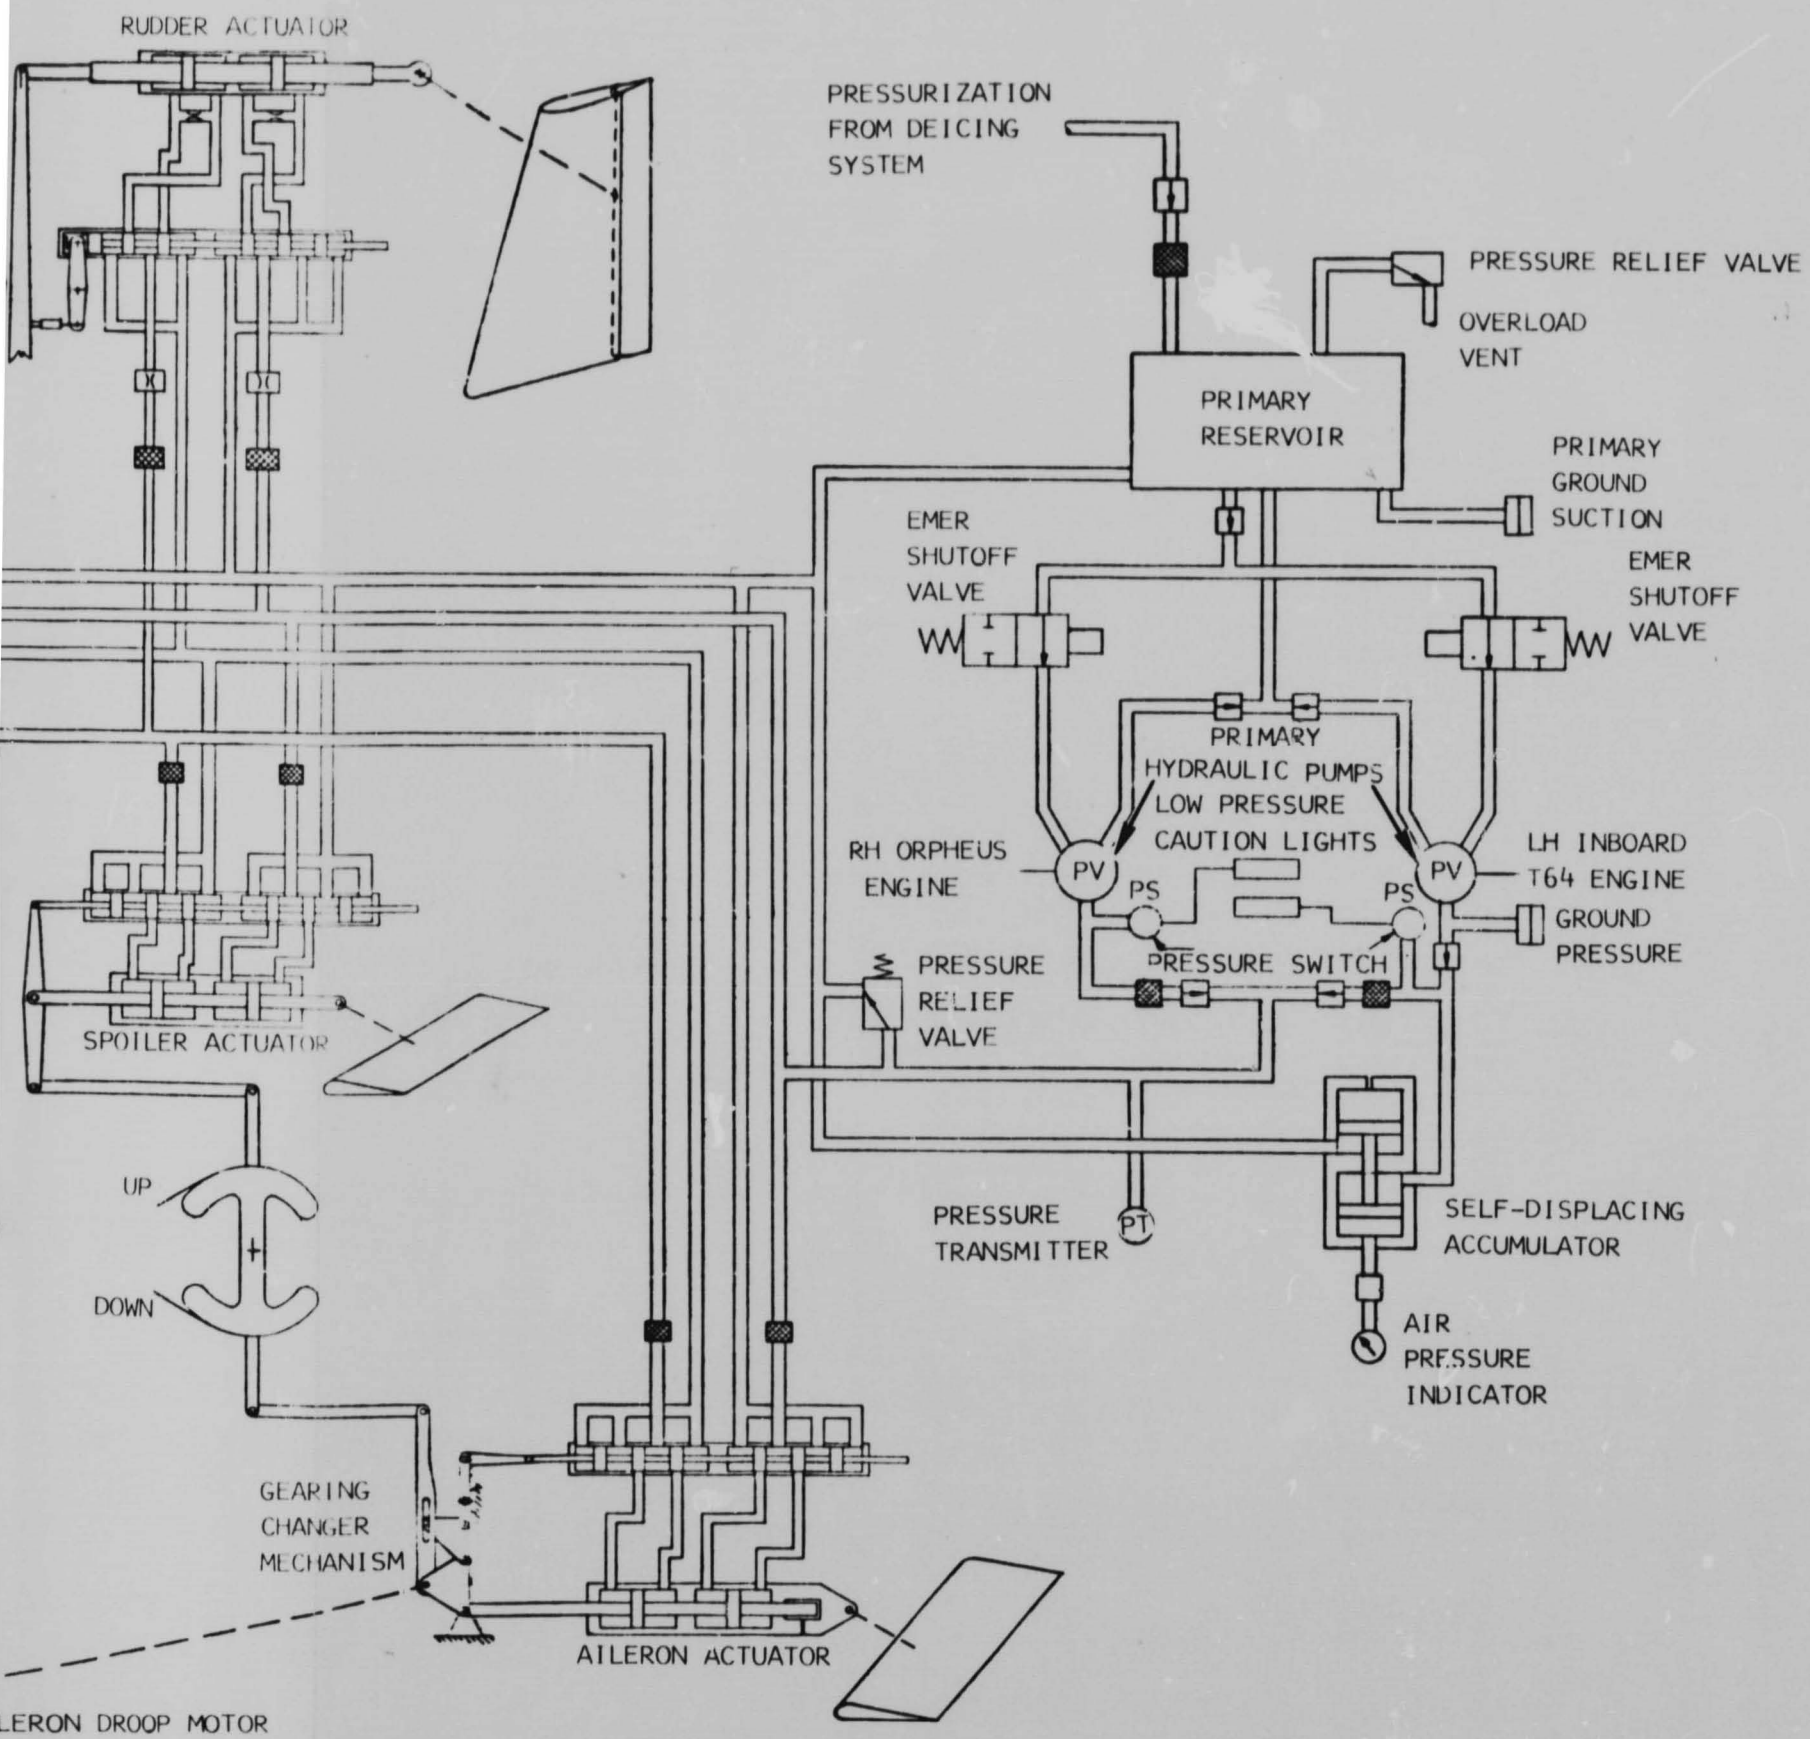 RUDDER ACTUATOR
PRESSURIZATION
FROM DEICING
SYSTEM
PRESSURE RELIEF VALVE
OVERLOAD
VENT
PRIMARY
RESERVOIR
PRIMARY
GROUND
SUCTION
EMER
SHUTOFF
VALVE
EMER
SHUTOFF
VALVE
PRIMARY
HYDRAULIC PUMPS
LOW PRESSURE
CAUTION LIGHTS
RH ORPHEUS
ENGINE
PV
PV
LH INBOARD
T64 ENGINE
PS
PS
GROUND
PRESSURE
PRESSURE SWITCH
PRESSURE
RELIEF
VALVE
SPOILER ACTUATOR
UP
DOWN
PRESSURE
TRANSMITTER
PT
SELF-DISPLACING
ACCUMULATOR
AIR
PRESSURE
INDICATOR
GEARING
CHANGER
MECHANISM
AILERON ACTUATOR
LERON DROOP MOTOR